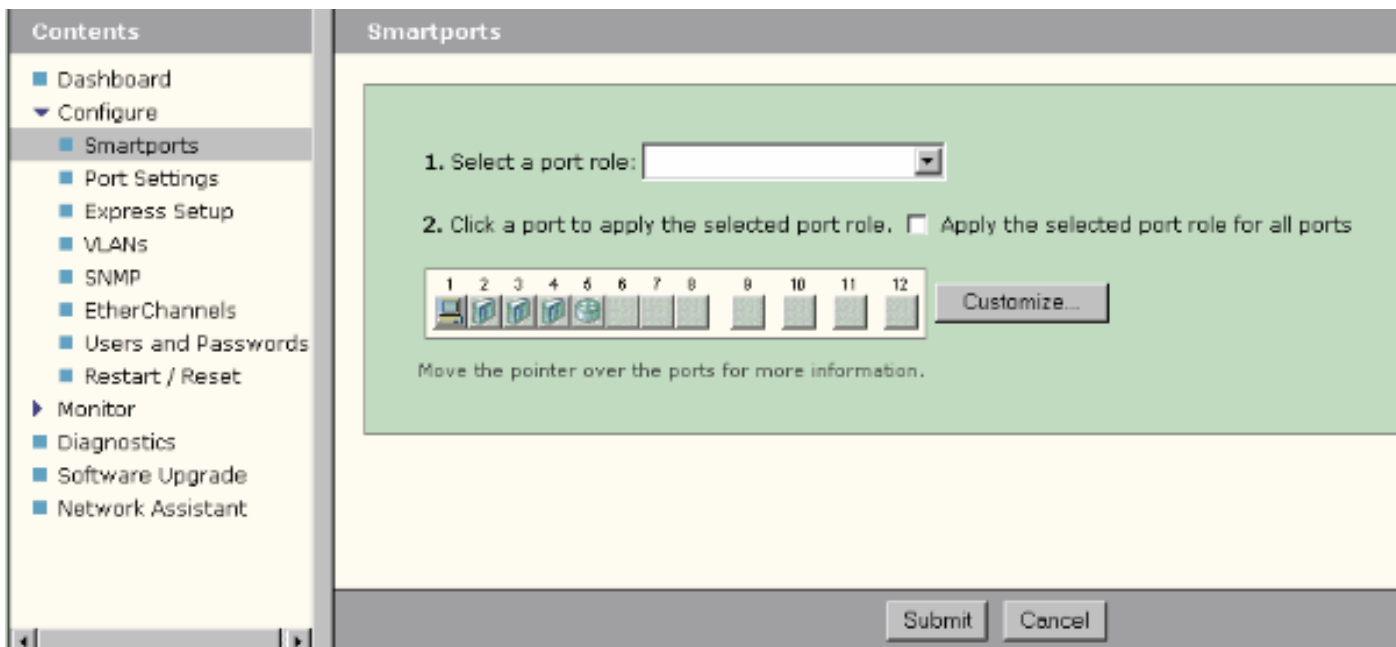 Contents
Dashboard
Configure
Smartports
Port Settings
Express Setup
VLANs
SNMP
EtherChannels
Users and Passwords
Restart / Reset
Monitor
Diagnostics
Software Upgrade
Network Assistant
Smartports
1. Select a port role:
2. Click a port to apply the selected port role. Apply the selected port role for all ports
1 2 3 4 5 6 7 8 9 10 11 12
Customize...
Move the pointer over the ports for more information.
Submit Cancel